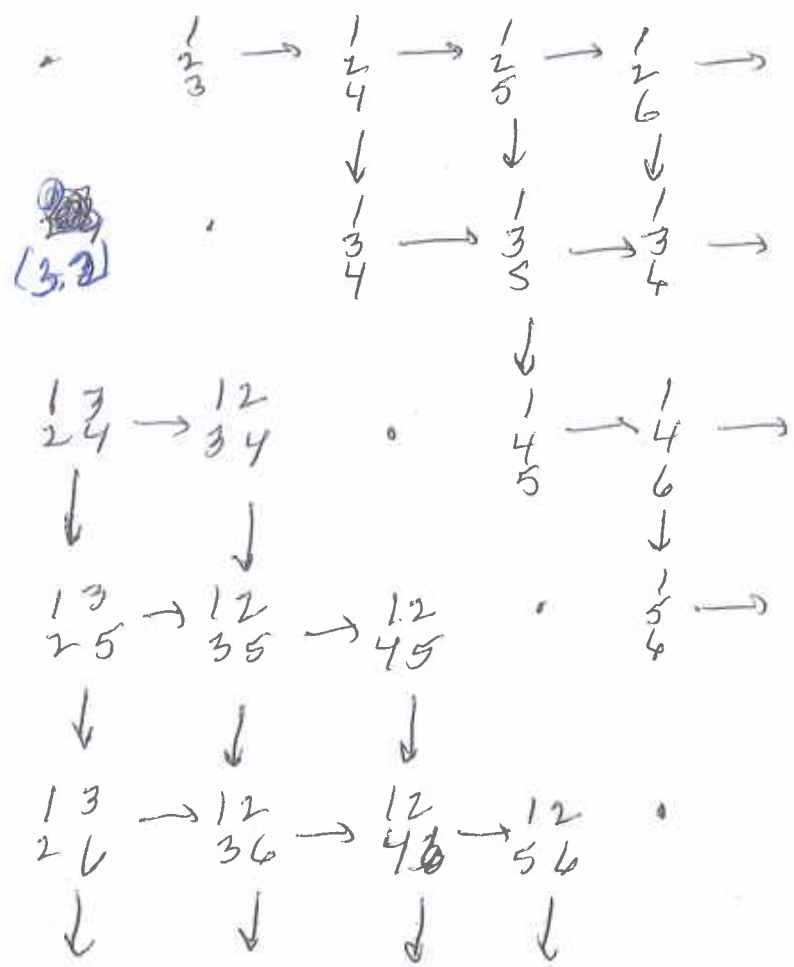 1 1 1 1
2 → 2 → 2 → 2 →
3 4 5 6
↓ ↓ ↓
1 1 1
3 → 3 → 3 →
4 5 6
↓
1 3 → 1 2 1 1
2 4 3 4 4 → 4 →
5 6
↓ ↓ ↓
1 3 → 1 2 → 1 2 1
2 5 3 5 4 5 5 →
6
↓ ↓ ↓
1 3 → 1 2 → 1 2 → 1 2
2 6 3 6 4 6 5 6
↓ ↓ ↓ ↓